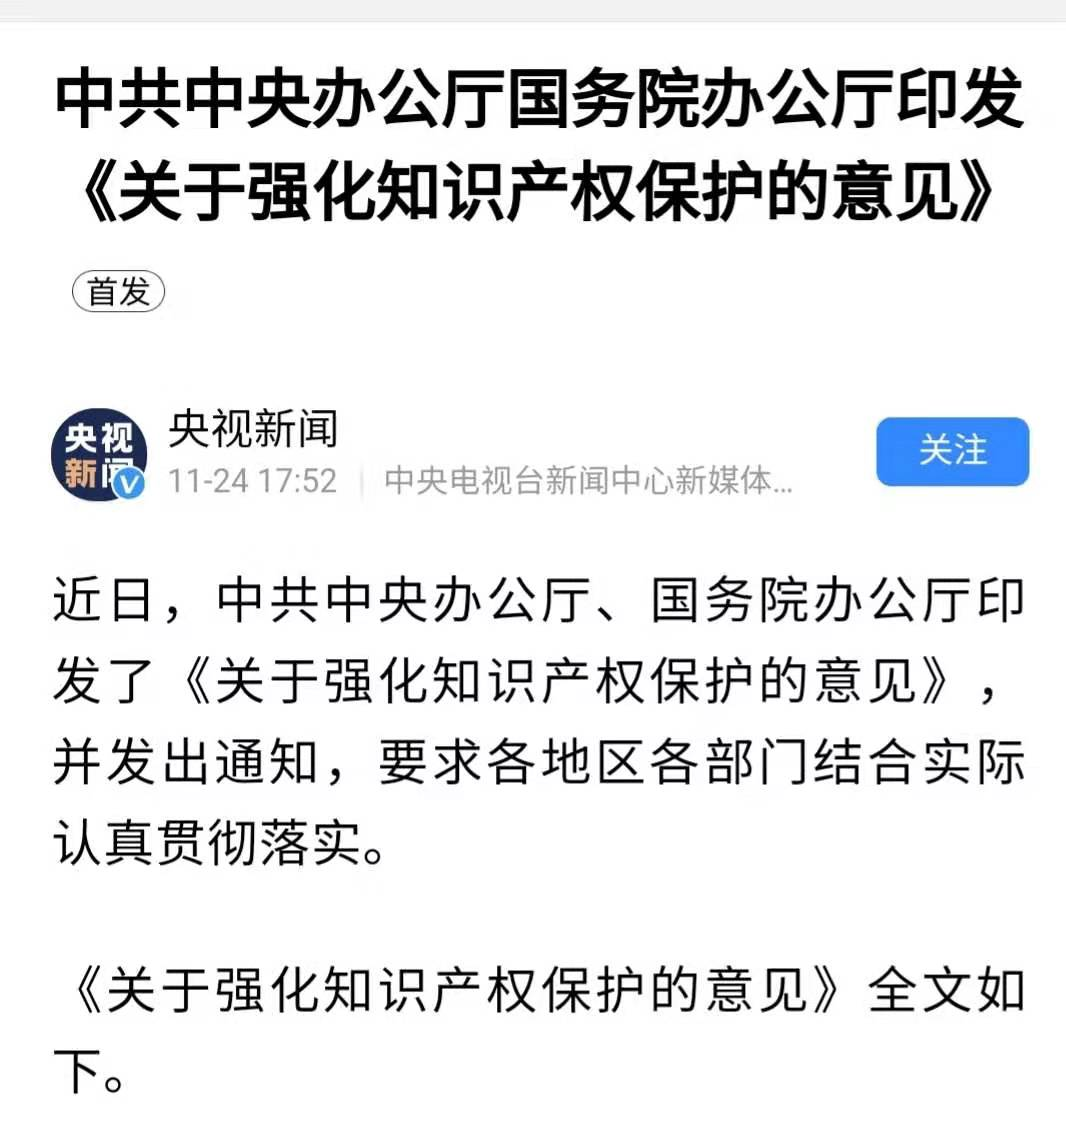 中共中央办公厅国务院办公厅印发
《关于强化知识产权保护的意见》
首发
央视
新闻
央视新闻
11-24 17:52
中央电视台新闻中心新媒体...
关注
近日，中共中央办公厅、国务院办公厅印
发了《关于强化知识产权保护的意见》，
并发出通知，要求各地区各部门结合实际
认真贯彻落实。
《关于强化知识产权保护的意见》全文如
下。